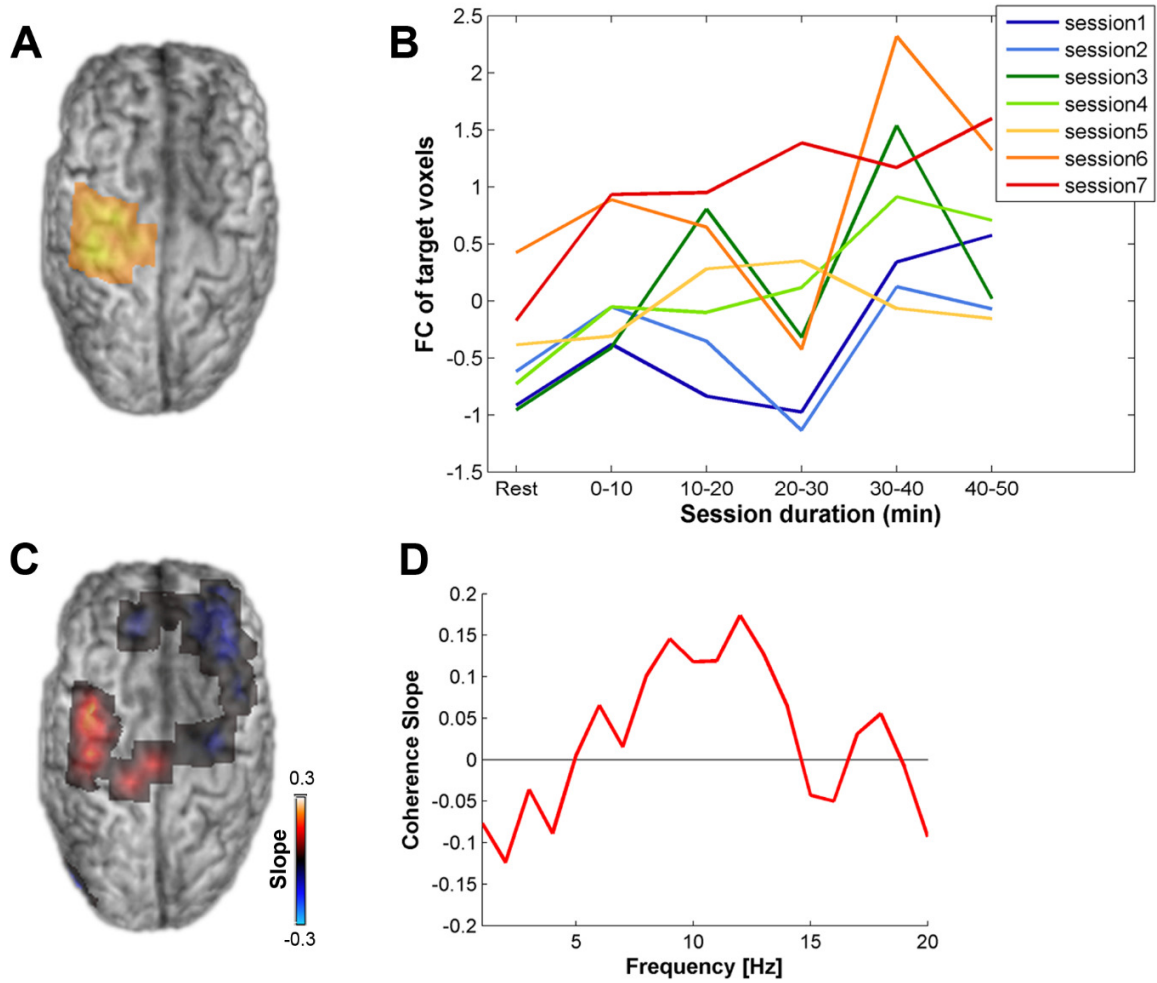 A
B
2.5
2
1.5
1
0.5
0
-0.5
-1
-1.5
FC of target voxels
Rest 0-10 10-20 20-30 30-40 40-50
Session duration (min)
session1
session2
session3
session4
session5
session6
session7
C
0.3
Slope
-0.3
D
0.2
0.15
0.1
0.05
0
-0.05
-0.1
-0.15
-0.2
Coherence Slope
5 10 15 20
Frequency [Hz]